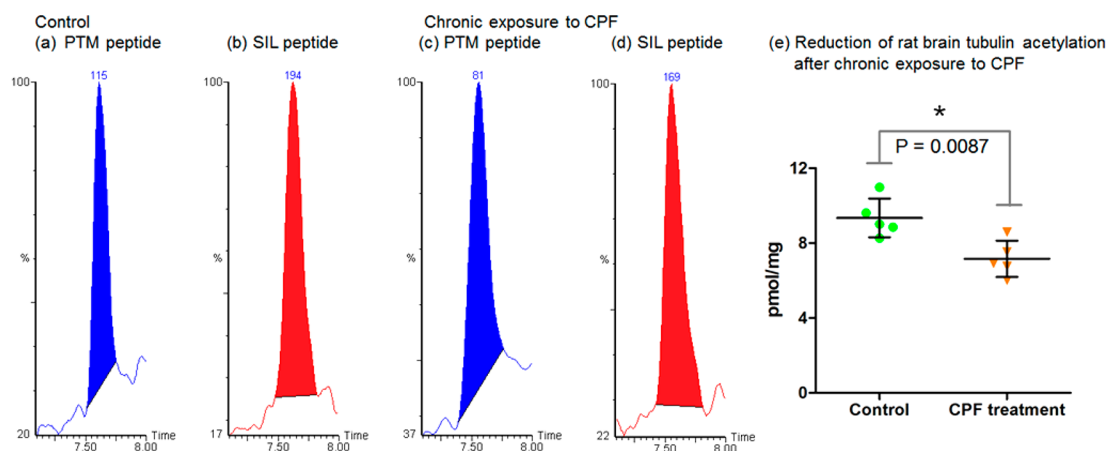 Control
Chronic exposure to CPF
(a) PTM peptide
(b) SIL peptide
(c) PTM peptide
(d) SIL peptide
(e) Reduction of rat brain tubulin acetylation
after chronic exposure to CPF
115
100
%
20
7.50
8.00
Time
194
100
%
17
7.50
8.00
Time
81
100
%
37
7.50
8.00
Time
169
100
%
22
7.50
8.00
Time
*
P = 0.0087
12
8
4
0
pmol/mg
Control
CPF treatment